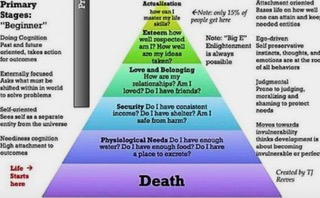 Primary
Stages:
"Beginner"
Doing Cognition
Past and future
oriented, takes action
for outcomes
Externally focused
Asks what must be
shifted within in world
to solve problems
Self-oriented
Sees self as a separate
entity from the universe
Neediness cognition
High attachment to
outcomes
Life →
Starts
here
Actualization
how can I
master my
life
skills?
Esteem how
well respected
am I? How well
are my ideas
taken?
Love and Belonging
How are my
relationships? Am I
loved? Do I have friends?
Security Do I have consistent
income? Do I have shelter? Am I
safe from harm?
Physiological Needs Do I have enough
water? Do I have enough food? Do I have
a place to excrete?
Death
←Note: only 15% of
people get here
Note: "Big E"
Enlightenment
is always
possible
Attachment oriented
Bases life on how well
one can attain and keep
needed entities
Ego-driven
Self preservative
instincts, thoughts, and
emotions are at the root
of all behaviors
Judgmental
Prone to judging,
moralizing and
shaming to protect
needs
Moves towards
invulnerability
thinks development is
about becoming
invulnerable or perfect
Created by TJ
Reeves